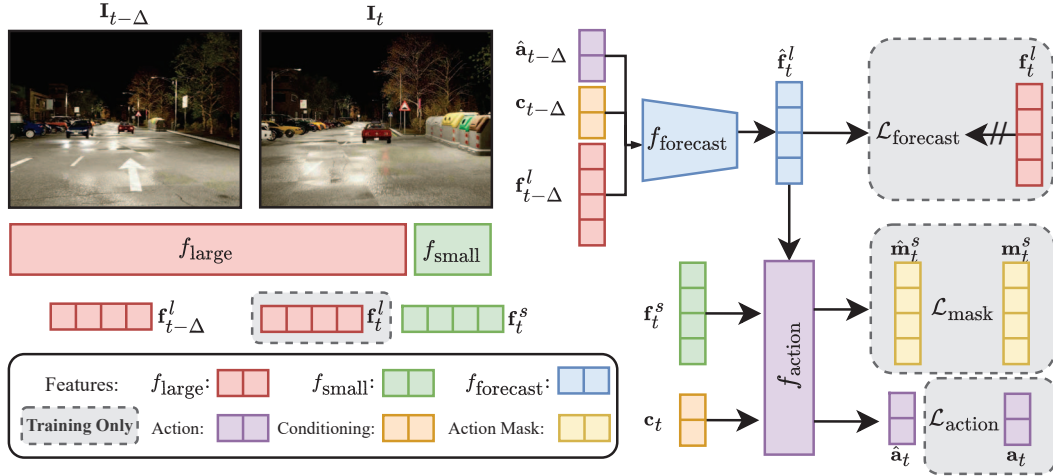 I_{t-Δ}
I_t
f_large
f_small
f^l_{t-Δ}
f^l_t
f^s_t
Features:
f_large:
f_small:
f_forecast:
Training Only
Action:
Conditioning:
Action Mask:
â_{t-Δ}
c_{t-Δ}
f^l_{t-Δ}
f_forecast
f̂^l_t
ℒ_forecast
f^l_t
f^s_t
c_t
f_action
m̂^s_t
m^s_t
ℒ_mask
â_t
ℒ_action
a_t